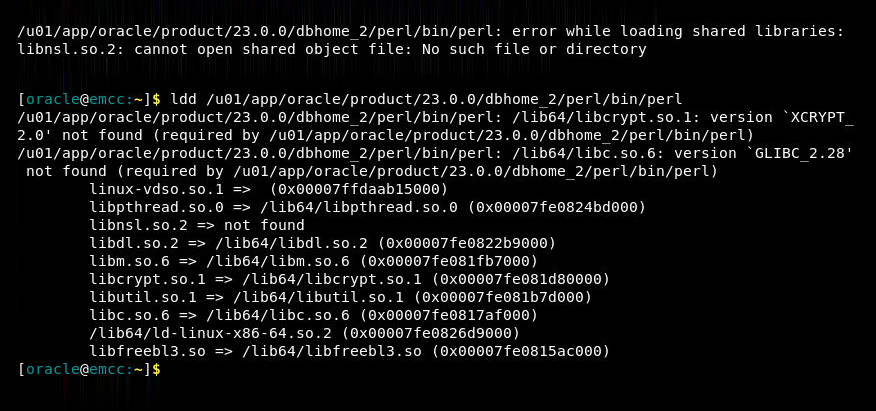 /u01/app/oracle/product/23.0.0/dbhome_2/perl/bin/perl: error while loading shared libraries:
libnsl.so.2: cannot open shared object file: No such file or directory
[oracle@emcc:~]$ ldd /u01/app/oracle/product/23.0.0/dbhome_2/perl/bin/perl
/u01/app/oracle/product/23.0.0/dbhome_2/perl/bin/perl: /lib64/libcrypt.so.1: version `XCRYPT_
2.0' not found (required by /u01/app/oracle/product/23.0.0/dbhome_2/perl/bin/perl)
/u01/app/oracle/product/23.0.0/dbhome_2/perl/bin/perl: /lib64/libc.so.6: version `GLIBC_2.28'
 not found (required by /u01/app/oracle/product/23.0.0/dbhome_2/perl/bin/perl)
        linux-vdso.so.1 =>  (0x00007ffdaab15000)
        libpthread.so.0 => /lib64/libpthread.so.0 (0x00007fe0824bd000)
        libnsl.so.2 => not found
        libdl.so.2 => /lib64/libdl.so.2 (0x00007fe0822b9000)
        libm.so.6 => /lib64/libm.so.6 (0x00007fe081fb7000)
        libcrypt.so.1 => /lib64/libcrypt.so.1 (0x00007fe081d80000)
        libutil.so.1 => /lib64/libutil.so.1 (0x00007fe081b7d000)
        libc.so.6 => /lib64/libc.so.6 (0x00007fe0817af000)
        /lib64/ld-linux-x86-64.so.2 (0x00007fe0826d9000)
        libfreebl3.so => /lib64/libfreebl3.so (0x00007fe0815ac000)
[oracle@emcc:~]$